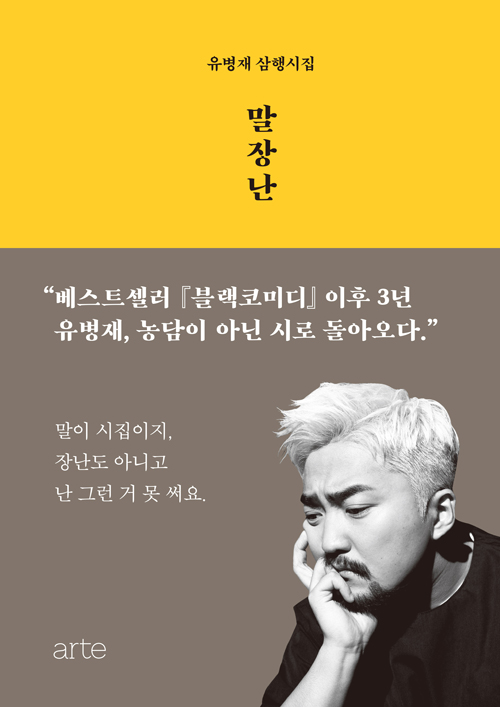 유병재 삼행시집
말
장
난
“베스트셀러 『블랙코미디』 이후 3년
유병재, 농담이 아닌 시로 돌아오다.”
말이 시집이지,
장난도 아니고
난 그런 거 못 써요.
arte